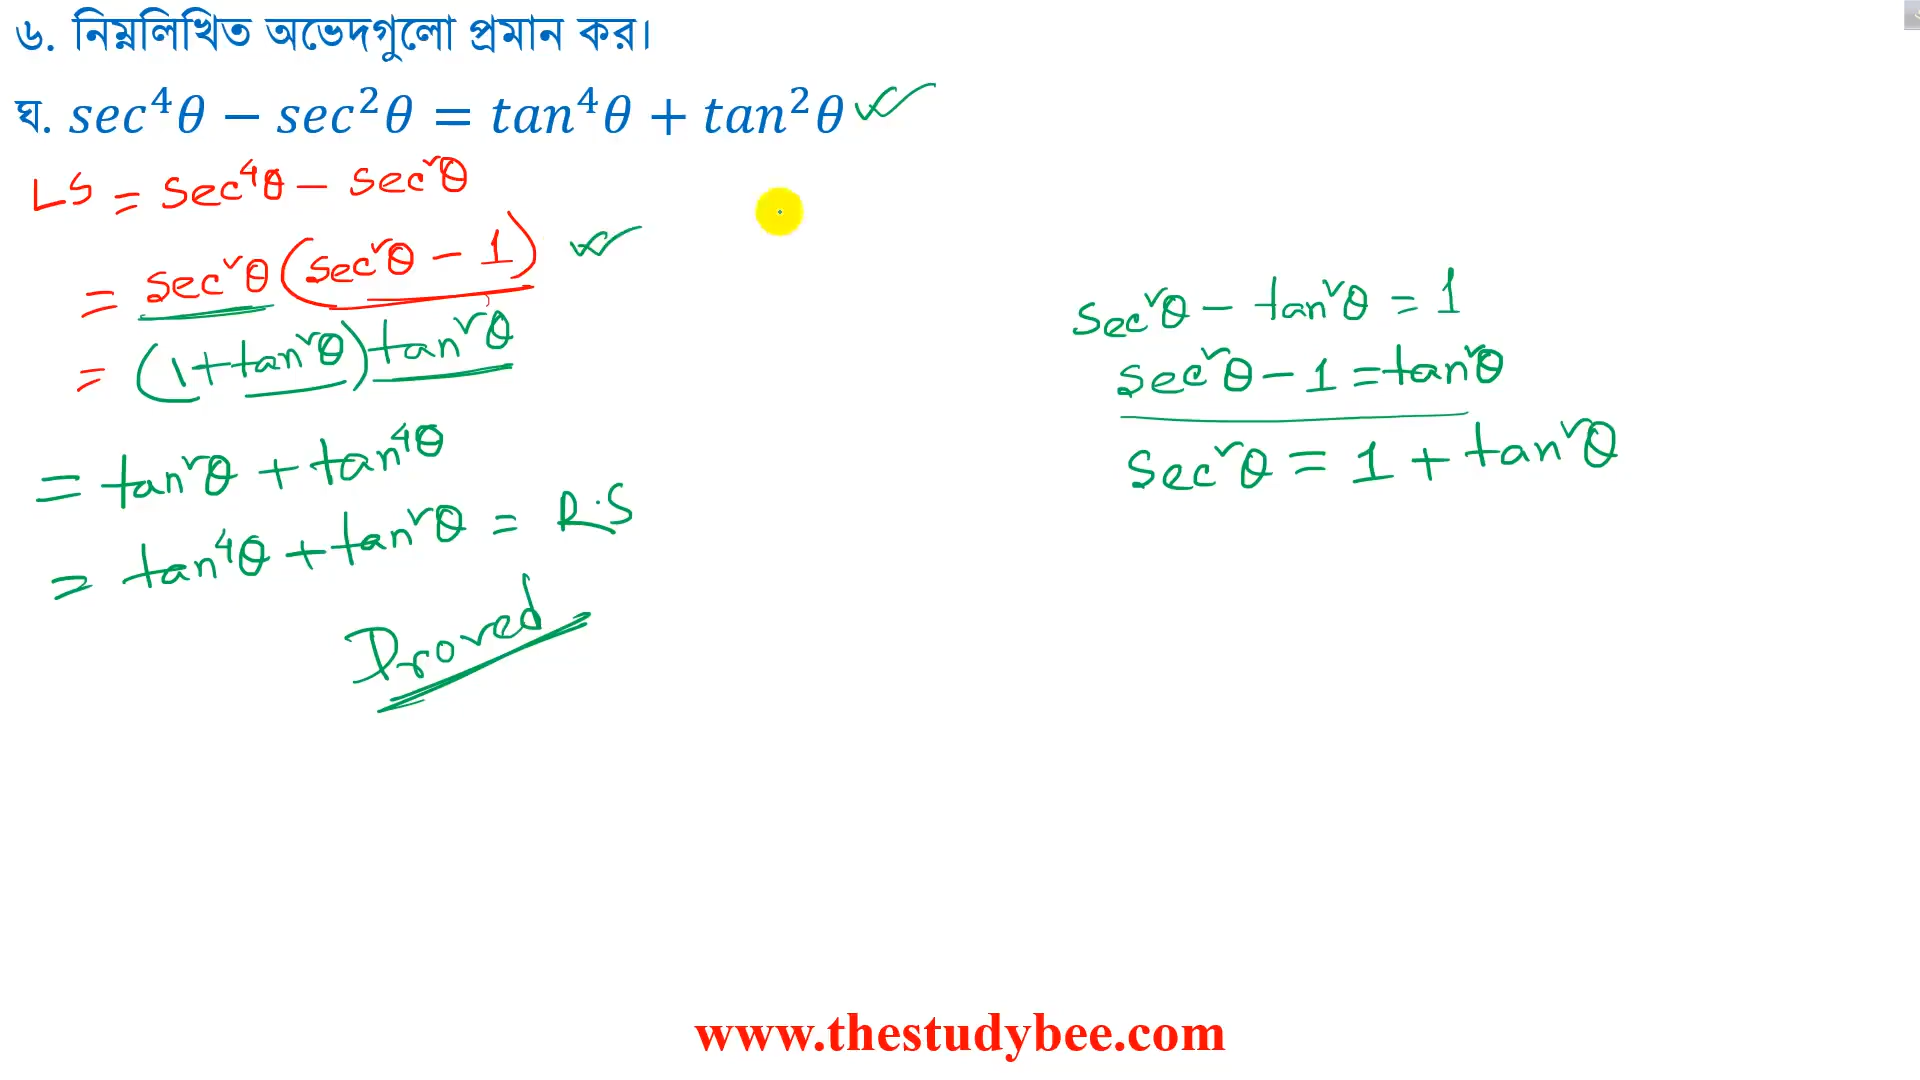 ৬. নিম্নলিখিত অভেদগুলো প্রমান কর।
ঘ. sec⁴θ − sec²θ = tan⁴θ + tan²θ
LS = sec⁴θ − sec²θ
= sec²θ (sec²θ − 1)
= (1 + tan²θ) tan²θ
= tan²θ + tan⁴θ
= tan⁴θ + tan²θ = R.S
Proved
sec²θ − tan²θ = 1
sec²θ − 1 = tan²θ
sec²θ = 1 + tan²θ
www.thestudybee.com